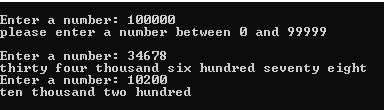 Enter a number: 100000
please enter a number between 0 and 99999
Enter a number: 34678
thirty four thousand six hundred seventy eight
Enter a number: 10200
ten thousand two hundred